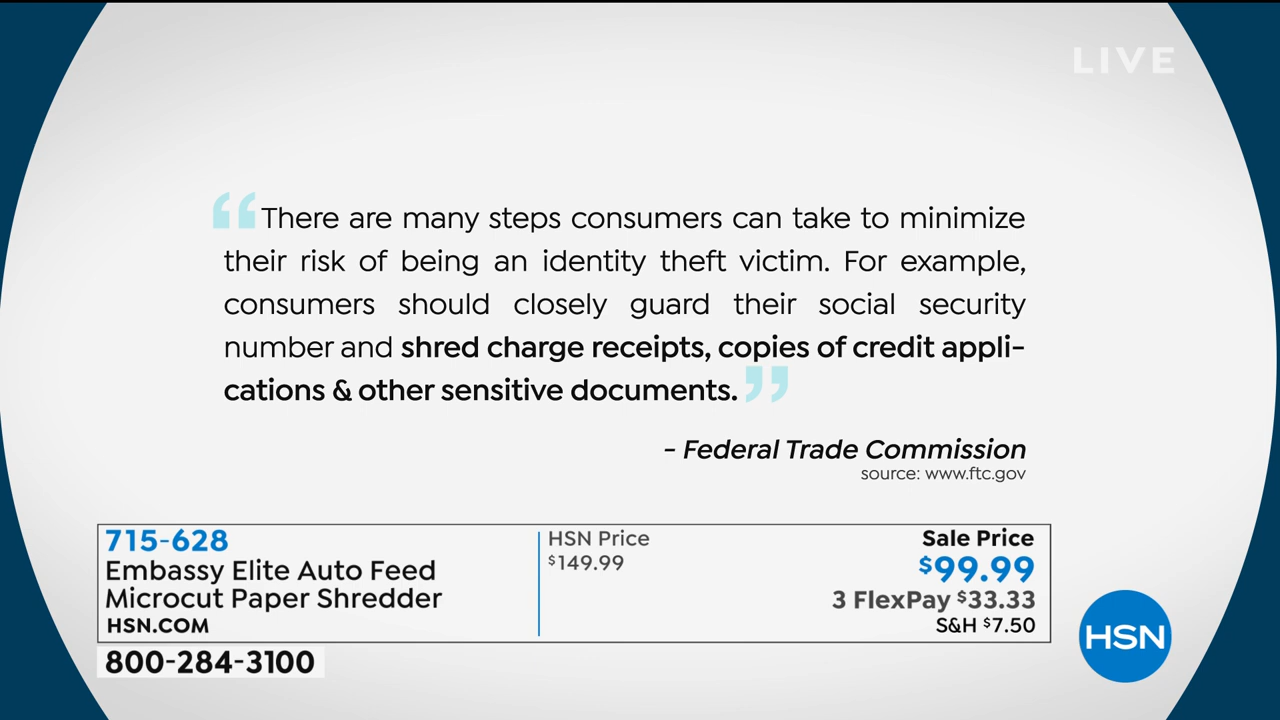 LIVE
“There are many steps consumers can take to minimize
their risk of being an identity theft victim. For example,
consumers should closely guard their social security
number and shred charge receipts, copies of credit appli-
cations & other sensitive documents.”
– Federal Trade Commission
source: www.ftc.gov
715-628
Embassy Elite Auto Feed
Microcut Paper Shredder
HSN.COM
HSN Price
$149.99
Sale Price
$99.99
3 FlexPay $33.33
S&H $7.50
800-284-3100
HSN